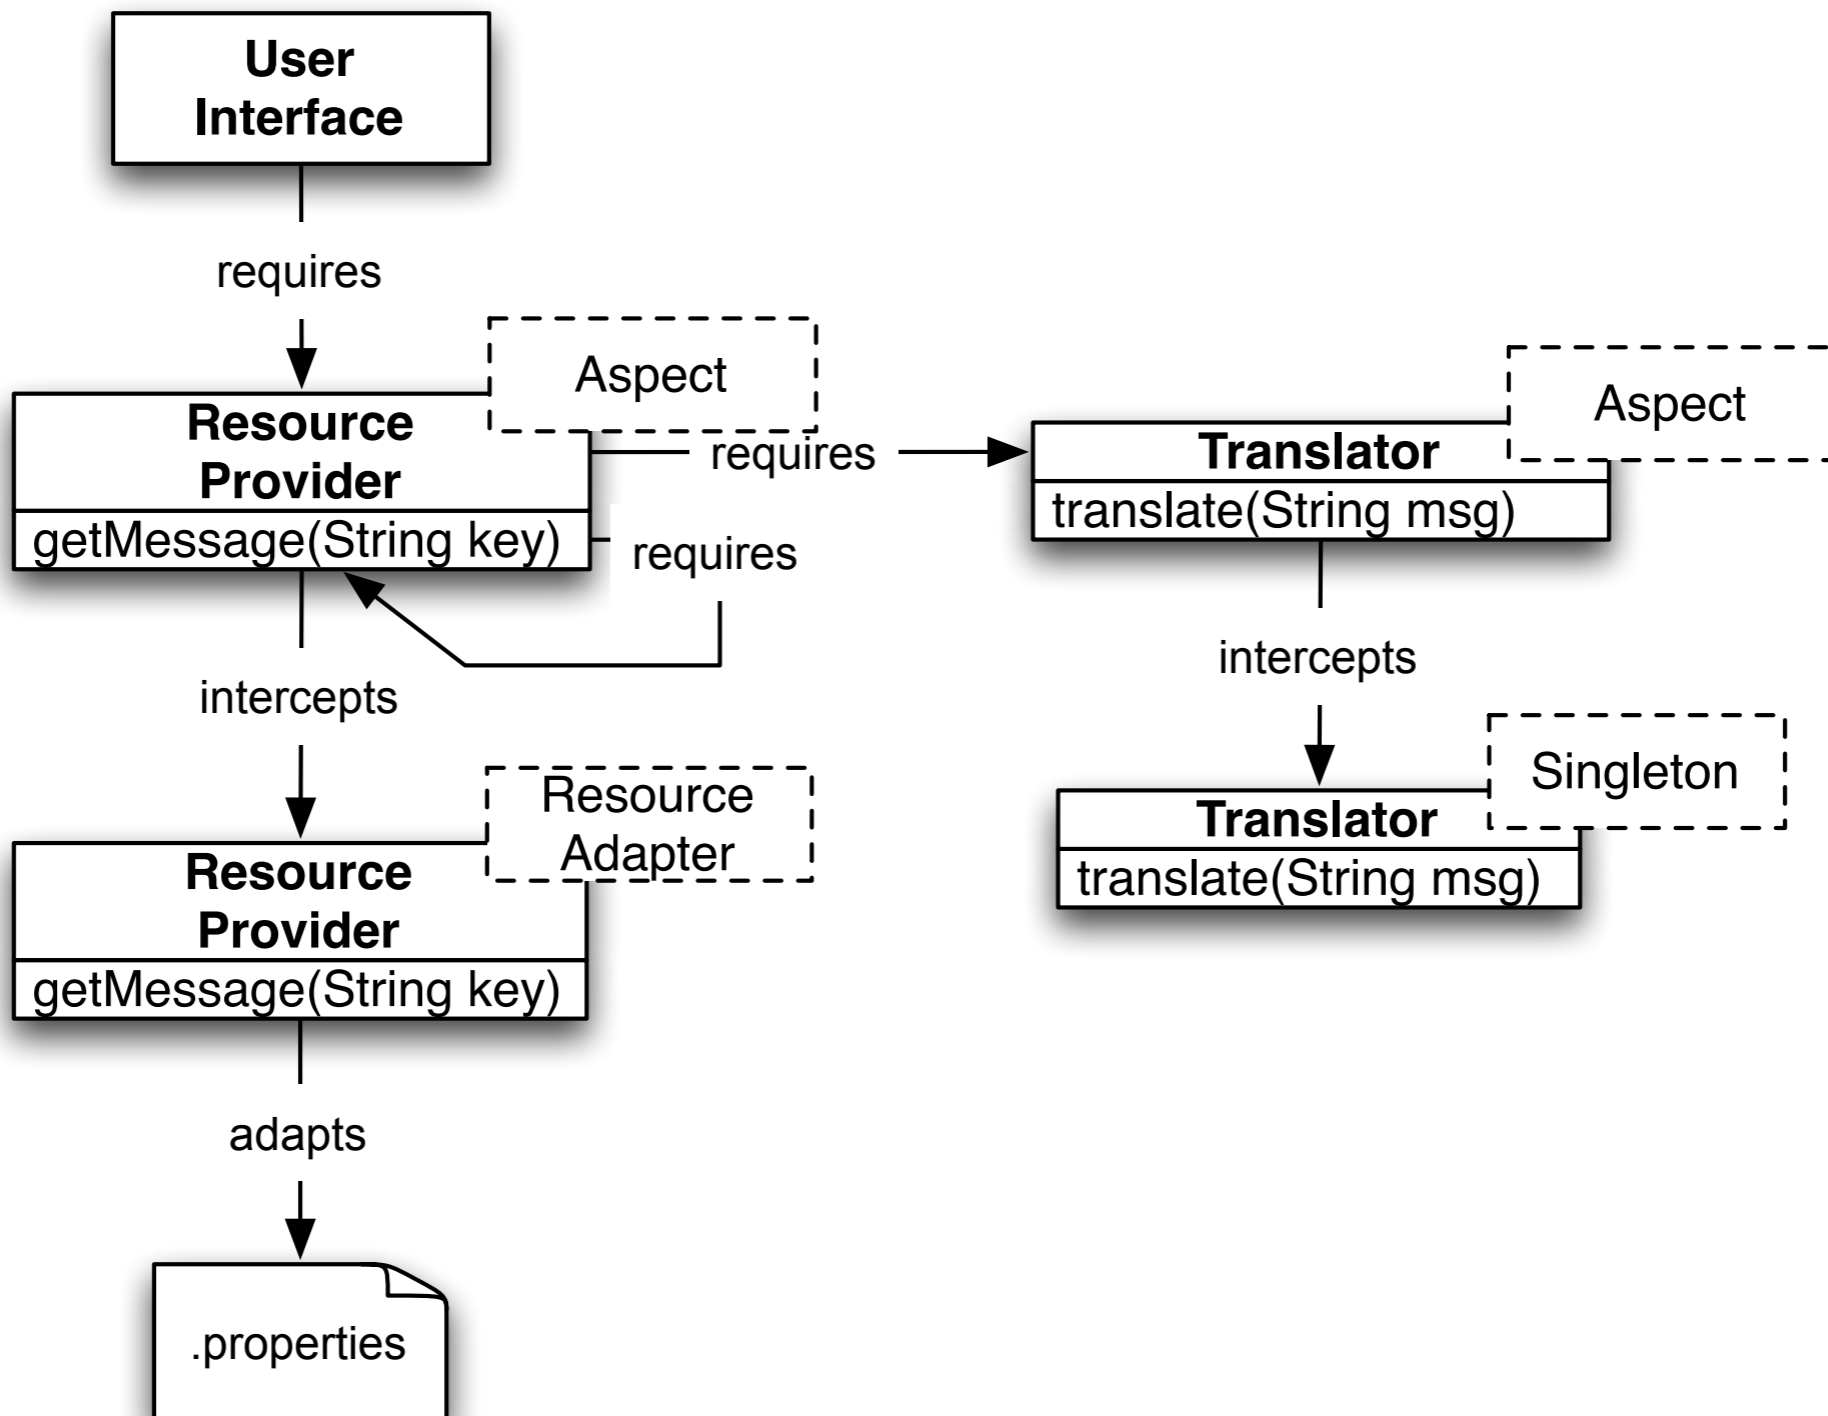 User
Interface
requires
Aspect
Resource
Provider
getMessage(String key)
requires
requires
Aspect
Translator
translate(String msg)
intercepts
intercepts
Resource
Adapter
Resource
Provider
getMessage(String key)
Singleton
Translator
translate(String msg)
adapts
.properties